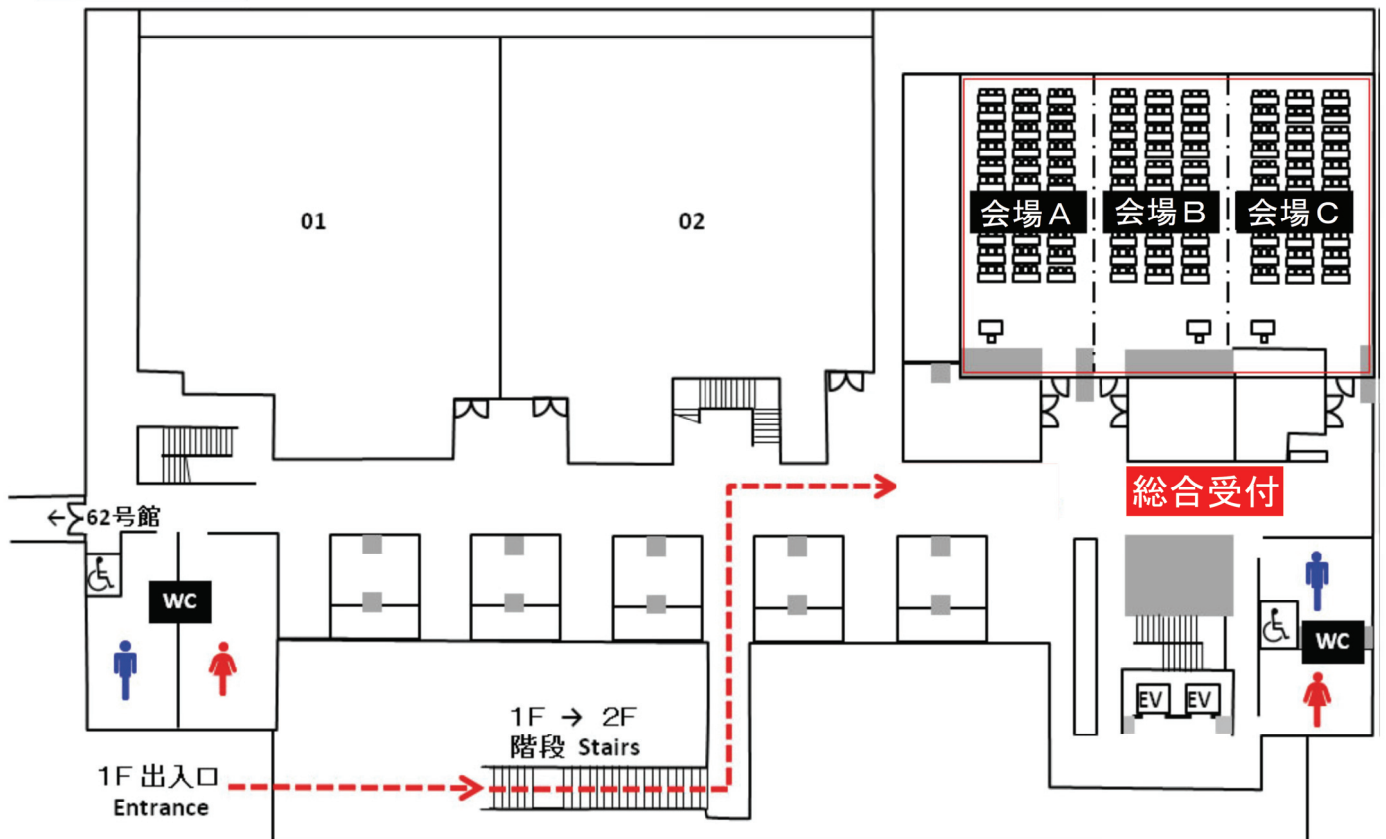 01
02
会場A
会場B
会場C
総合受付
←62号館
WC
WC
EV
EV
1F → 2F
階段 Stairs
1F 出入口
Entrance